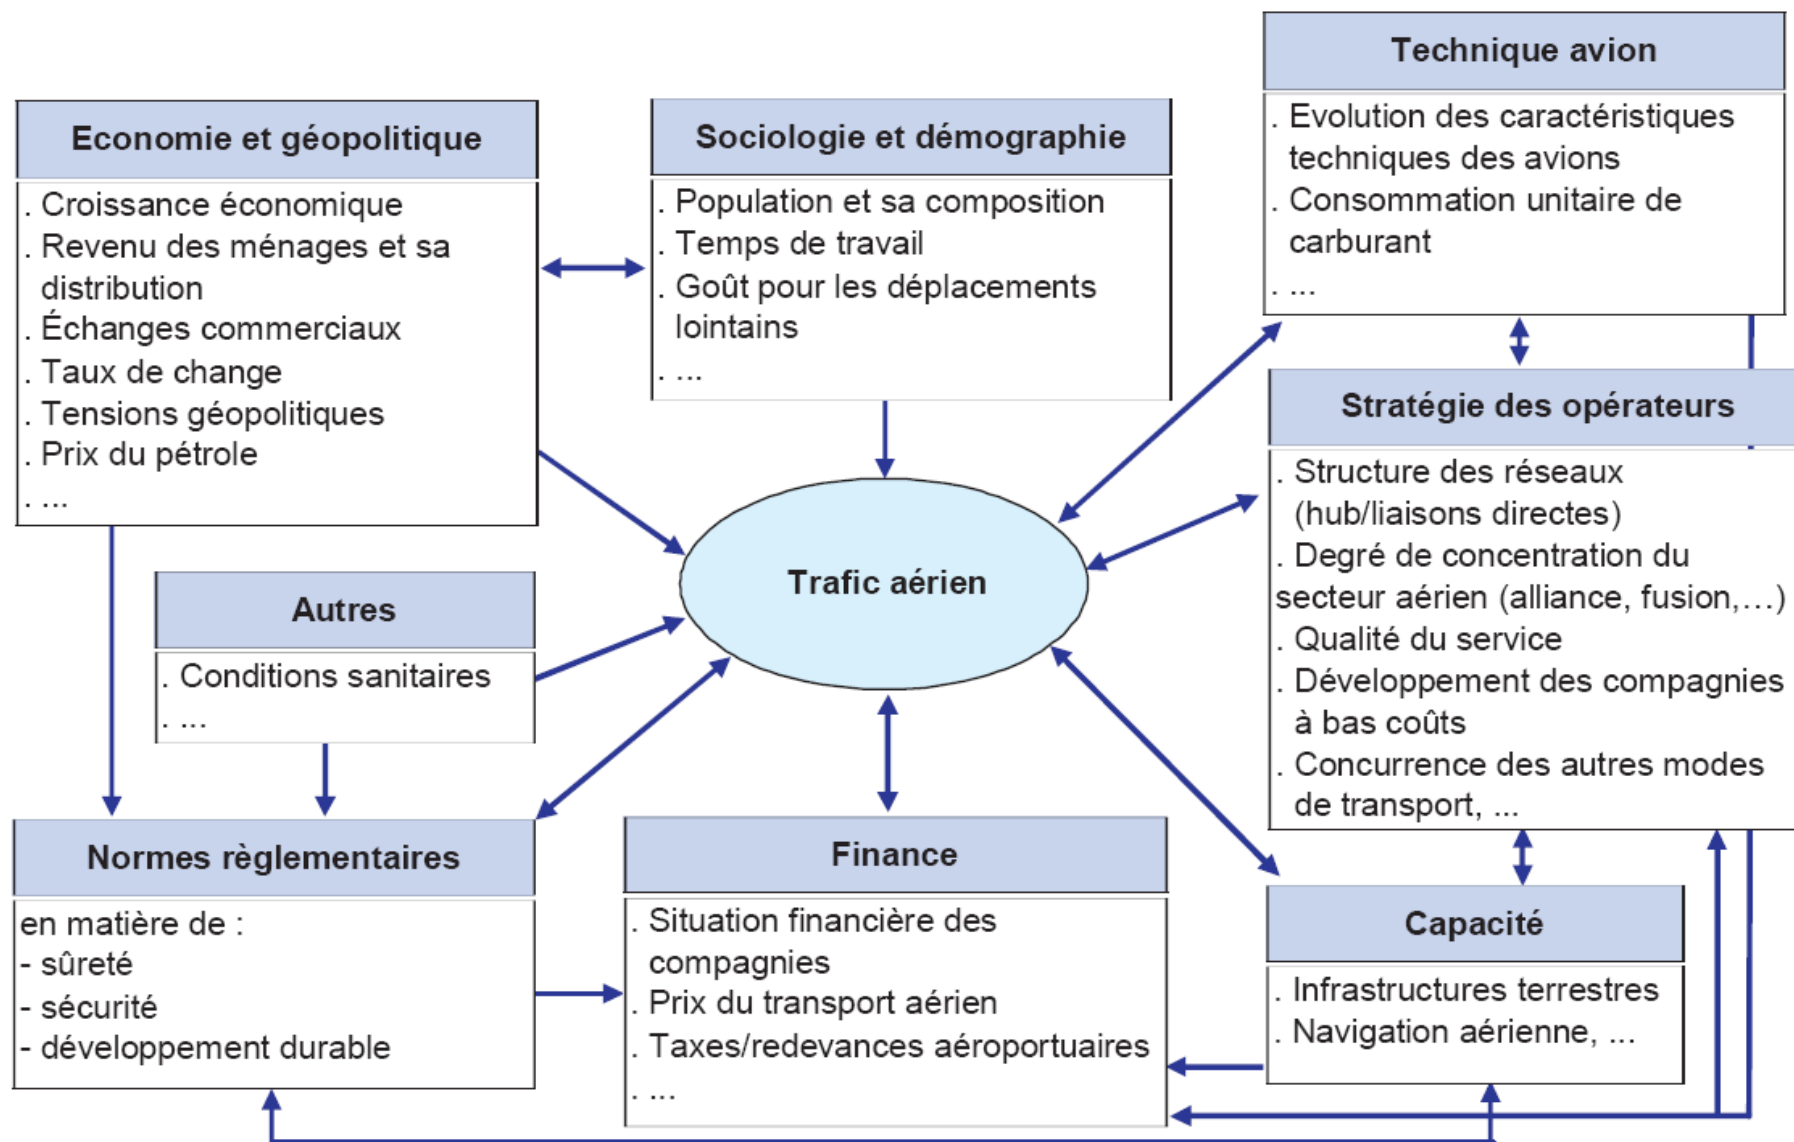 Technique avion
. Evolution des caractéristiques
techniques des avions
. Consommation unitaire de
carburant
. ...
Economie et géopolitique
. Croissance économique
. Revenu des ménages et sa
distribution
. Échanges commerciaux
. Taux de change
. Tensions géopolitiques
. Prix du pétrole
. ...
Sociologie et démographie
. Population et sa composition
. Temps de travail
. Goût pour les déplacements
lointains
. ...
Stratégie des opérateurs
. Structure des réseaux
(hub/liaisons directes)
. Degré de concentration du
secteur aérien (alliance, fusion,...)
. Qualité du service
. Développement des compagnies
à bas coûts
. Concurrence des autres modes
de transport, ...
Trafic aérien
Autres
. Conditions sanitaires
. ...
Normes règlementaires
en matière de :
- sûreté
- sécurité
- développement durable
Finance
. Situation financière des
compagnies
. Prix du transport aérien
. Taxes/redevances aéroportuaires
. ...
Capacité
. Infrastructures terrestres
. Navigation aérienne, ...